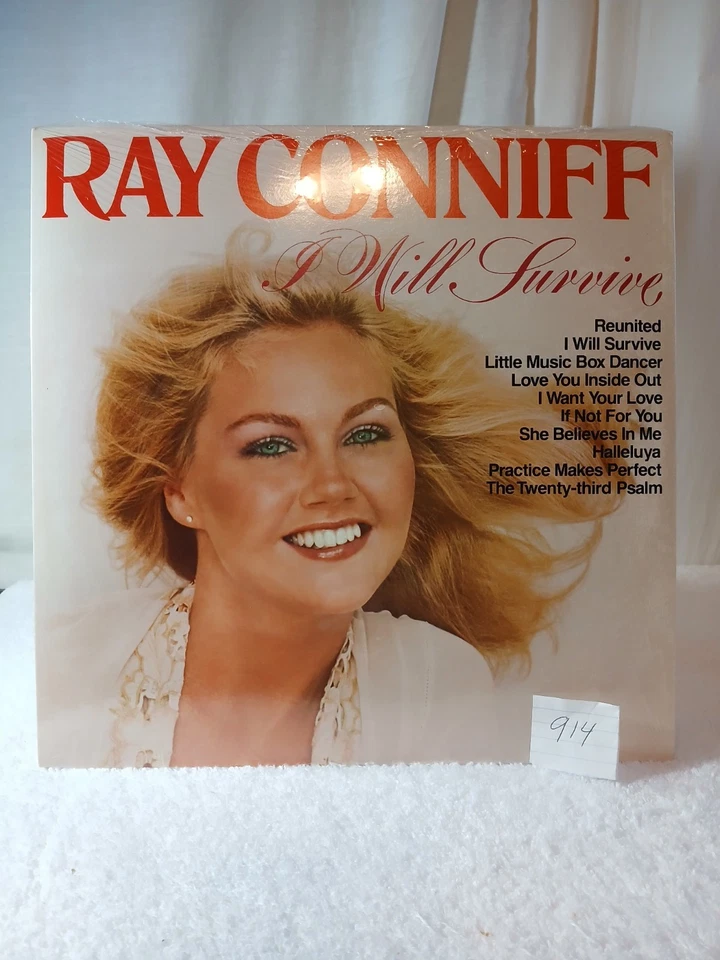 RAY CONNIFF
I Will Survive
Reunited
I Will Survive
Little Music Box Dancer
Love You Inside Out
I Want Your Love
If Not For You
She Believes In Me
Halleluya
Practice Makes Perfect
The Twenty-third Psalm
914